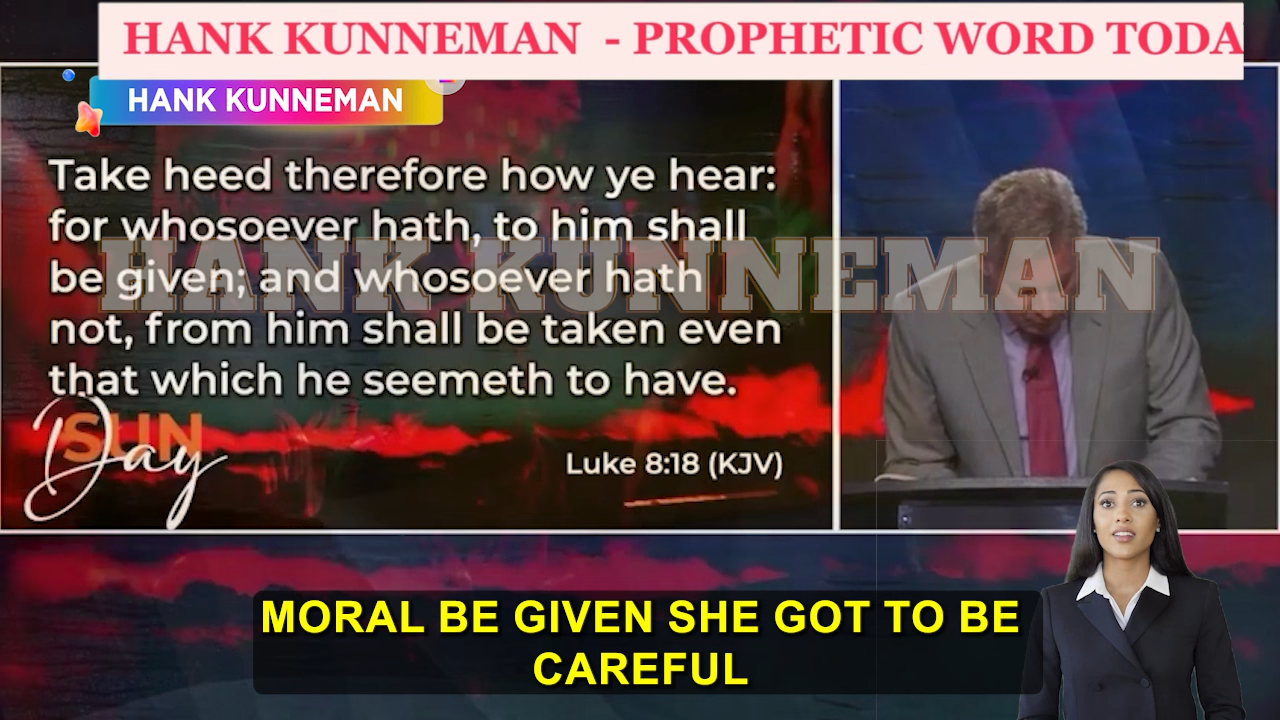 HANK KUNNEMAN - PROPHETIC WORD TODA
HANK KUNNEMAN
Take heed therefore how ye hear:
for whosoever hath, to him shall
HANK KUNNEMAN
be given; and whosoever hath
not, from him shall be taken even
that which he seemeth to have.
SUN
Day
Luke 8:18 (KJV)
MORAL BE GIVEN SHE GOT TO BE
CAREFUL